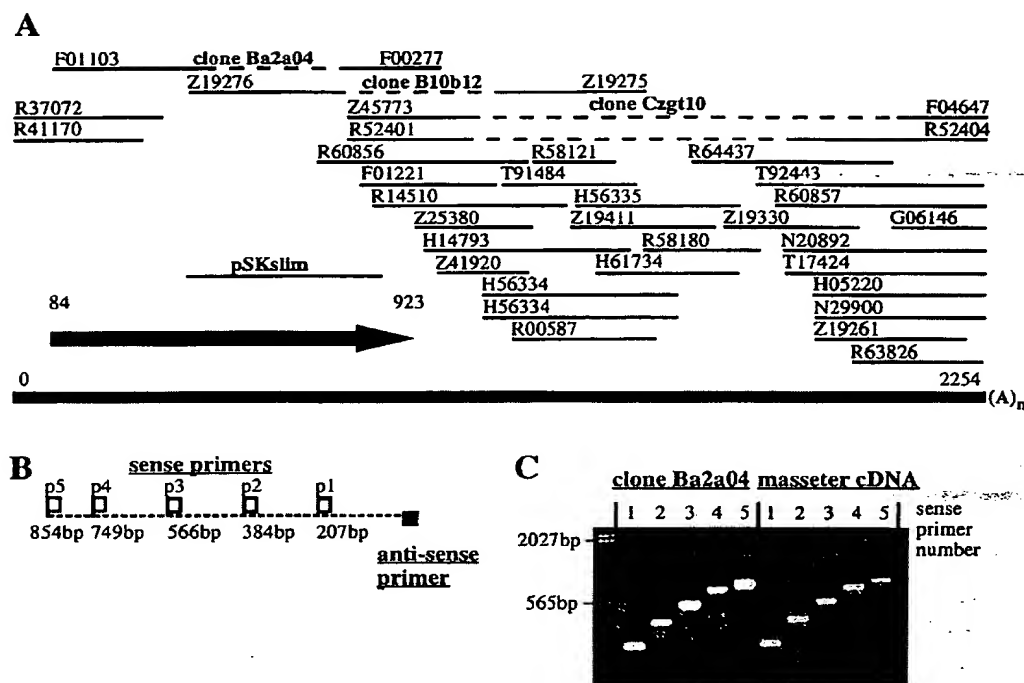 A
F01103 clone Ba2a04 F00277
Z19276 clone B10b12 Z19275
R37072 Z45773 clone Czgt10 F04647
R41170 R52401 R52404
R60856 R58121 R64437
F01221 T91484 T92443
R14510 H56335 R60857
Z25380 Z19411 Z19330 G06146
H14793 R58180 N20892
pSKslim Z41920 H61734 T17424
84 923 H56334 H05220
H56334 N29900
R00587 Z19261
R63826
0 2254
(A)n
B
sense primers
p5 p4 p3 p2 p1
854bp 749bp 566bp 384bp 207bp
anti-sense
primer
C
clone Ba2a04 masseter cDNA
1 2 3 4 5 1 2 3 4 5 sense
primer
number
2027bp
565bp